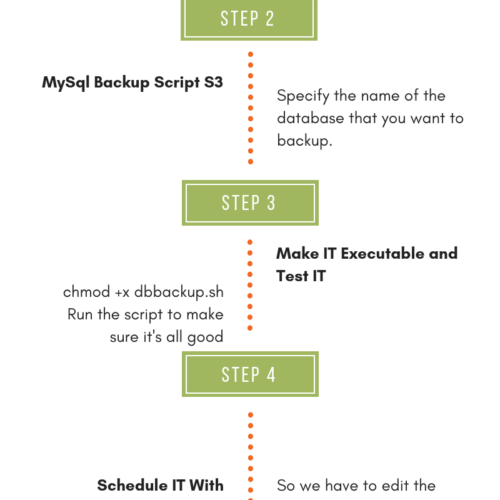 STEP 2
MySql Backup Script S3
Specify the name of the
database that you want to
backup.
STEP 3
Make IT Executable and
Test IT
chmod +x dbbackup.sh
Run the script to make
sure it's all good
STEP 4
Schedule IT With
So we have to edit the